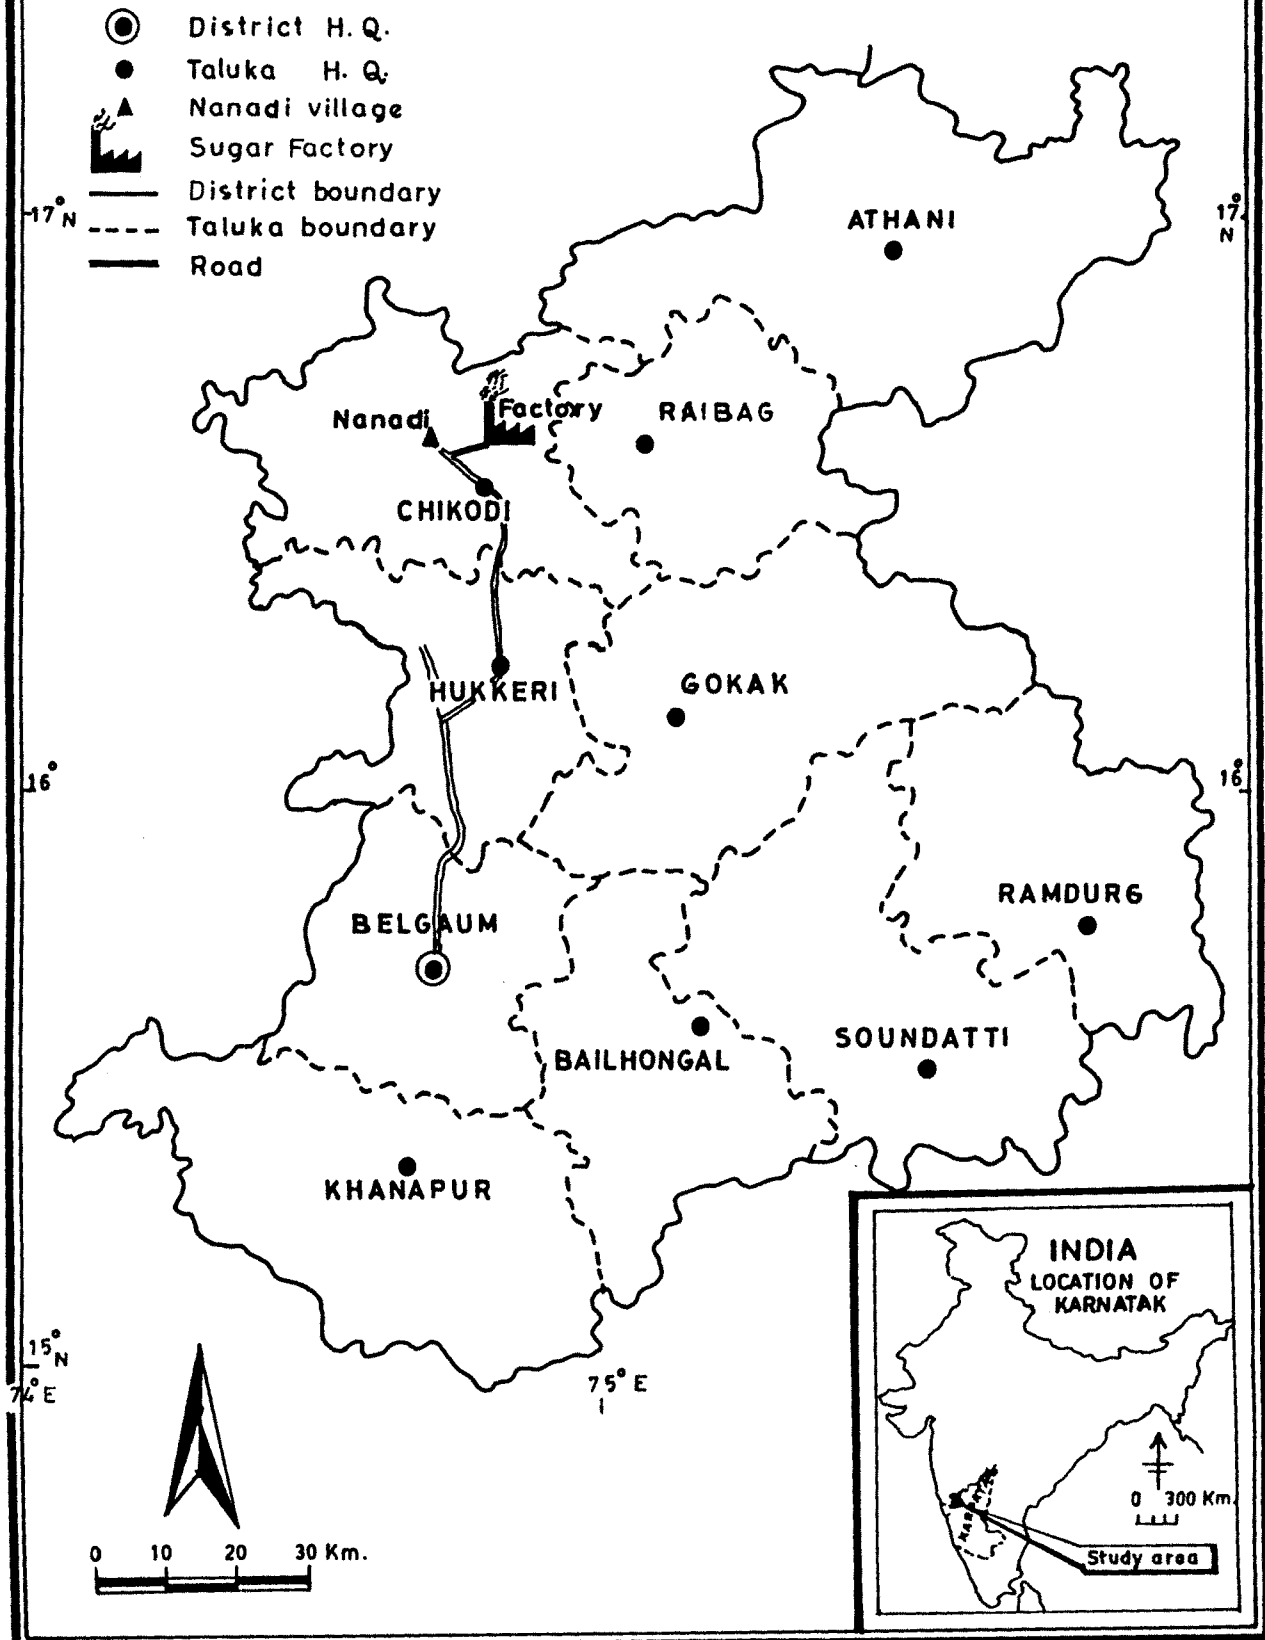 District H. Q.
Taluka H. Q.
Nanadi village
Sugar Factory
District boundary
Taluka boundary
Road
17° N
17° N
ATHANI
Nanadi
Factory
RAIBAG
CHIKODI
HUKKERI
GOKAK
16°
16°
RAMDURG
BELGAUM
SOUNDATTI
BAILHONGAL
KHANAPUR
INDIA
LOCATION OF
KARNATAK
15° N
74° E
75° E
0 300 Km.
Study area
0 10 20 30 Km.